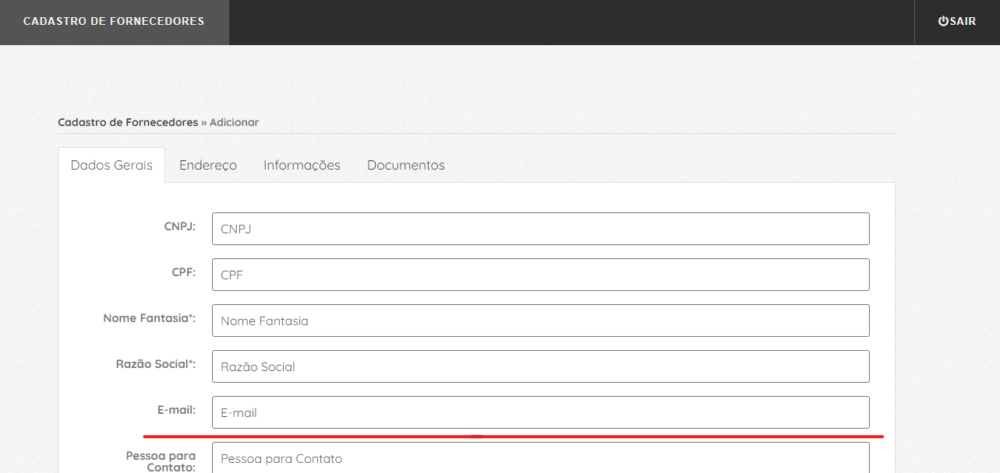 CADASTRO DE FORNECEDORES
SAIR
Cadastro de Fornecedores » Adicionar
Dados Gerais Endereço Informações Documentos
CNPJ: CNPJ
CPF: CPF
Nome Fantasia*: Nome Fantasia
Razão Social*: Razão Social
E-mail: E-mail
Pessoa para Contato: Pessoa para Contato